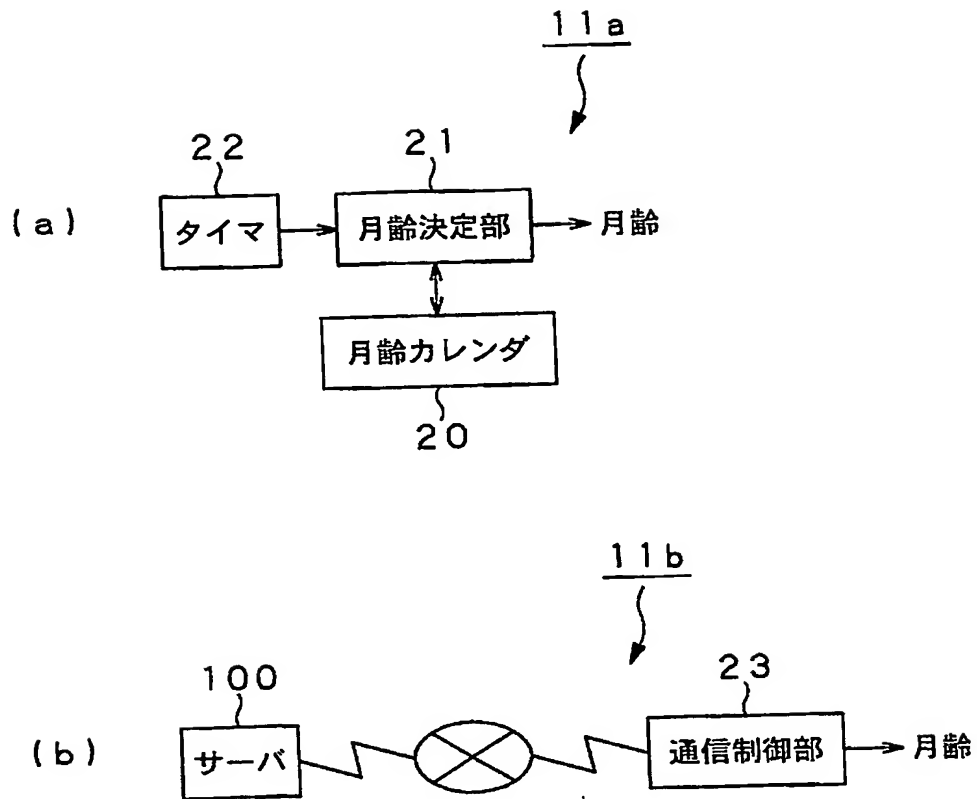 １１ａ
２２
２１
（ａ）
タイマ
月齢決定部
月齢
月齢カレンダ
２０
１１ｂ
１００
２３
（ｂ）
サーバ
通信制御部
月齢